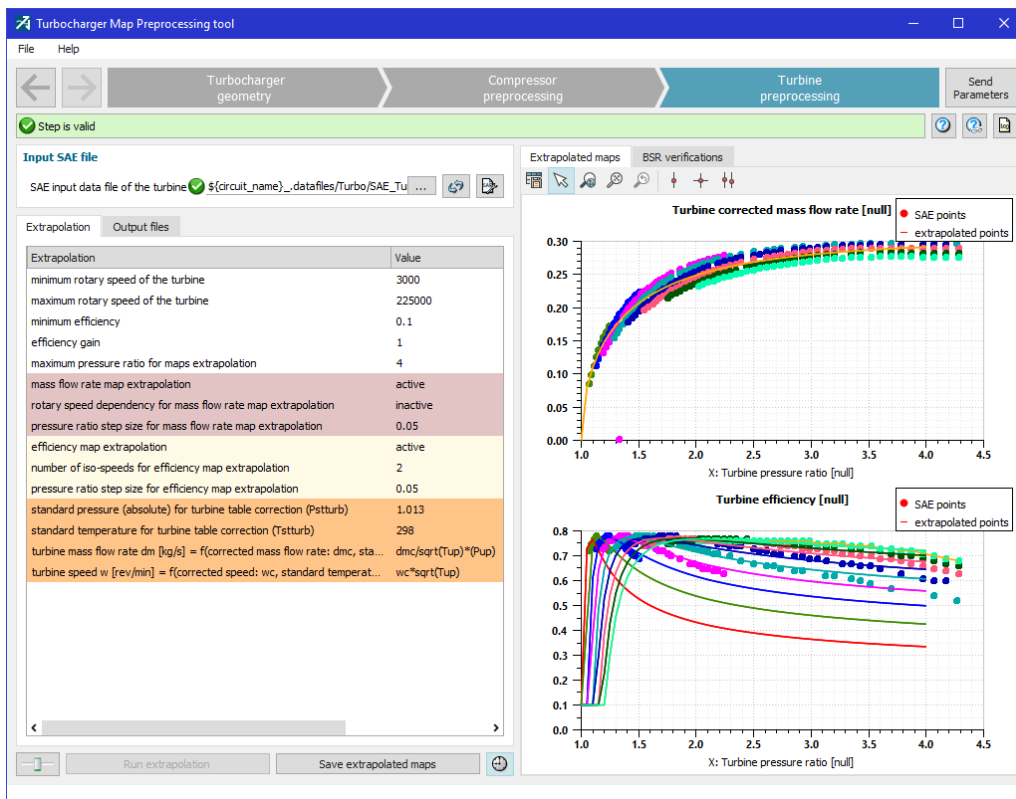 Turbocharger Map Preprocessing tool
File Help
Turbocharger
geometry
Compressor
preprocessing
Turbine
preprocessing
Send
Parameters
Step is valid
Input SAE file
SAE input data file of the turbine ${circuit_name}_.datafiles/Turbo/SAE_Tu ...
Extrapolation Output files
Extrapolation Value
minimum rotary speed of the turbine 3000
maximum rotary speed of the turbine 225000
minimum efficiency 0.1
efficiency gain 1
maximum pressure ratio for maps extrapolation 4
mass flow rate map extrapolation active
rotary speed dependency for mass flow rate map extrapolation inactive
pressure ratio step size for mass flow rate map extrapolation 0.05
efficiency map extrapolation active
number of iso-speeds for efficiency map extrapolation 2
pressure ratio step size for efficiency map extrapolation 0.05
standard pressure (absolute) for turbine table correction (Pstturb) 1.013
standard temperature for turbine table correction (Tstturb) 298
turbine mass flow rate dm [kg/s] = f(corrected mass flow rate: dmc, sta... dmc/sqrt(Tup)*(Pup)
turbine speed w [rev/min] = f(corrected speed: wc, standard temperat... wc*sqrt(Tup)
Run extrapolation Save extrapolated maps
Extrapolated maps BSR verifications
Turbine corrected mass flow rate [null]
SAE points
extrapolated points
0.30
0.25
0.20
0.15
0.10
0.05
0.00
1.0 1.5 2.0 2.5 3.0 3.5 4.0 4.5
X: Turbine pressure ratio [null]
Turbine efficiency [null]
SAE points
extrapolated points
0.8
0.7
0.6
0.5
0.4
0.3
0.2
0.1
0.0
1.0 1.5 2.0 2.5 3.0 3.5 4.0 4.5
X: Turbine pressure ratio [null]